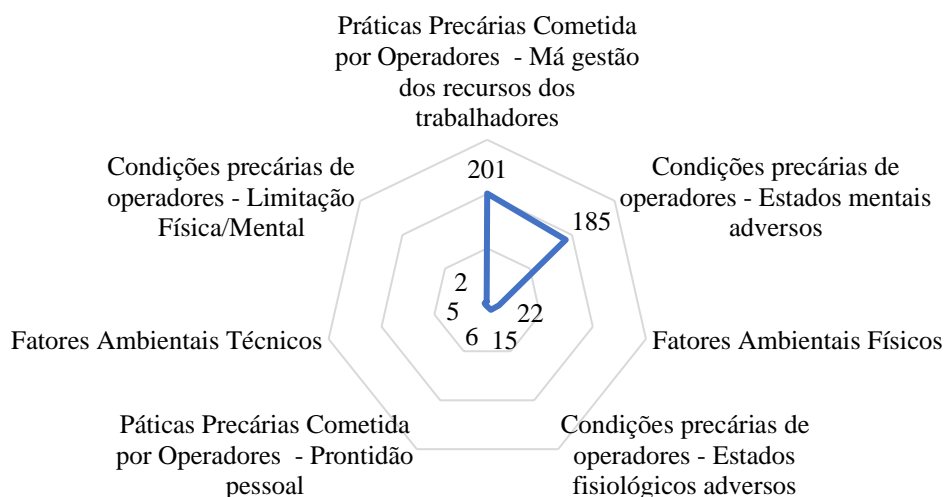 Práticas Precárias Cometida
por Operadores - Má gestão
dos recursos dos
trabalhadores
201
Condições precárias de
operadores - Estados mentais
adversos
185
Fatores Ambientais Físicos
22
Condições precárias de
operadores - Estados
fisiológicos adversos
15
Páticas Precárias Cometida
por Operadores - Prontidão
pessoal
6
Fatores Ambientais Técnicos
5
Condições precárias de
operadores - Limitação
Física/Mental
2